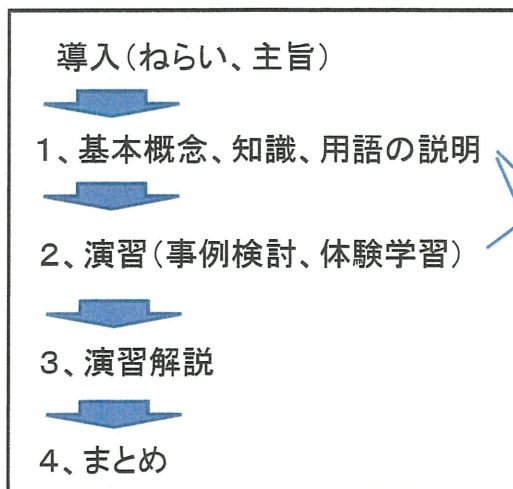 導入(ねらい、主旨)
1、基本概念、知識、用語の説明
2、演習(事例検討、体験学習)
3、演習解説
4、まとめ